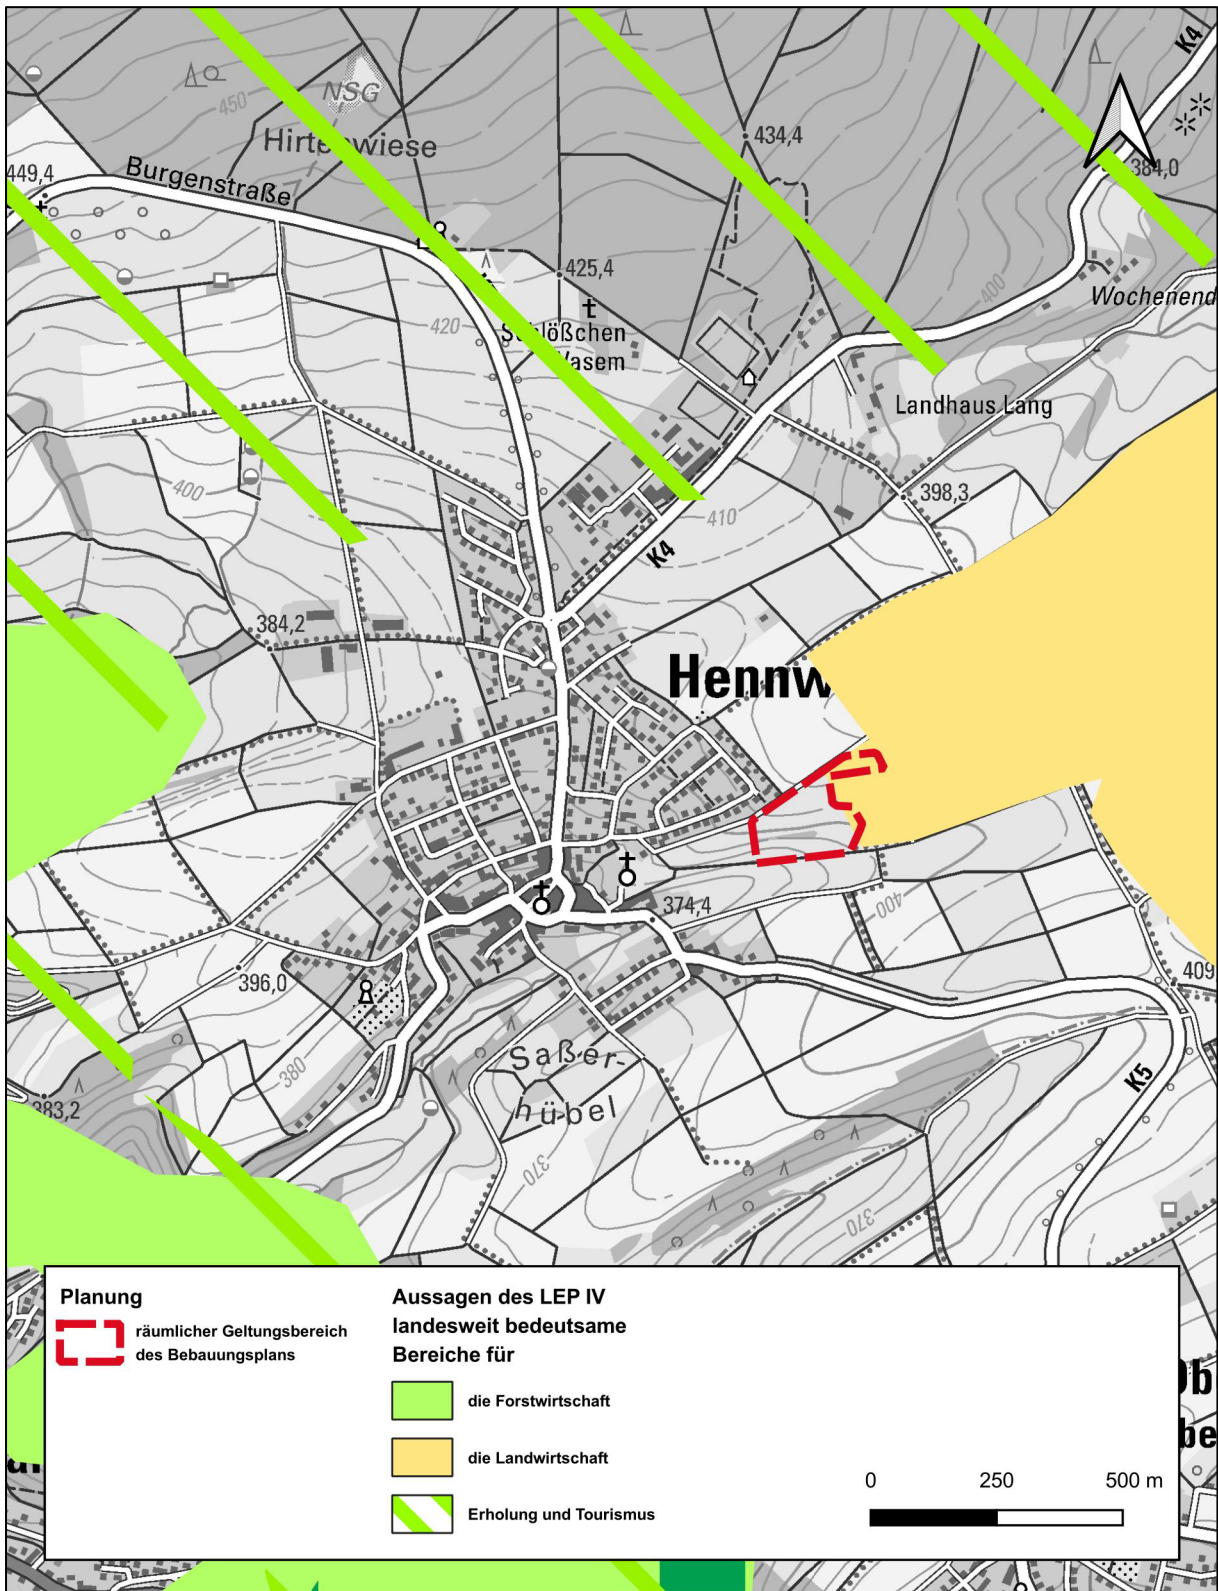 K4
NSG
450
Hirtenwiese
434,4
384,0
Burgenstraße
449,4
425,4
400
Wochenend
420
Schlößchen
Wasem
Landhaus Lang
400
398,3
410
K4
384,2
Hennw
374,4
400
396,0
409
380
Saßer-
hübel
K5
383,2
370
370
Planung
räumlicher Geltungsbereich
des Bebauungsplans
Aussagen des LEP IV
landesweit bedeutsame
Bereiche für
die Forstwirtschaft
die Landwirtschaft
Erholung und Tourismus
0 250 500 m